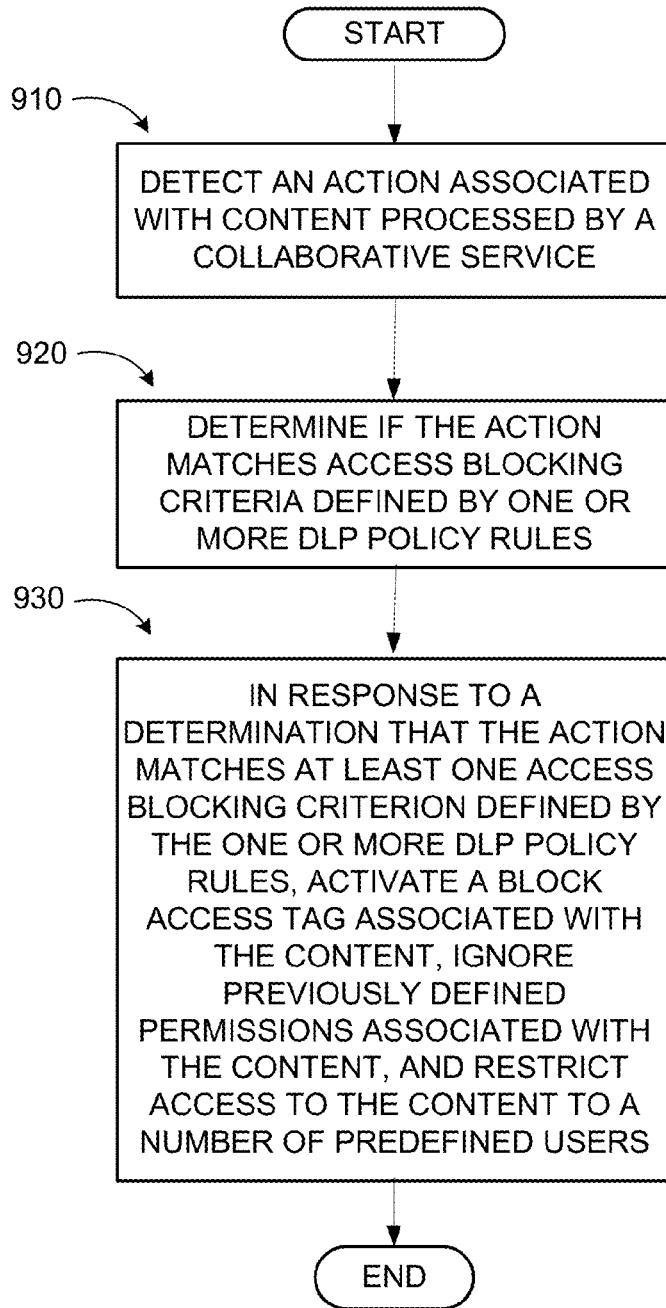 START
910
DETECT AN ACTION ASSOCIATED
WITH CONTENT PROCESSED BY A
COLLABORATIVE SERVICE
920
DETERMINE IF THE ACTION
MATCHES ACCESS BLOCKING
CRITERIA DEFINED BY ONE OR
MORE DLP POLICY RULES
930
IN RESPONSE TO A
DETERMINATION THAT THE ACTION
MATCHES AT LEAST ONE ACCESS
BLOCKING CRITERION DEFINED BY
THE ONE OR MORE DLP POLICY
RULES, ACTIVATE A BLOCK
ACCESS TAG ASSOCIATED WITH
THE CONTENT, IGNORE
PREVIOUSLY DEFINED
PERMISSIONS ASSOCIATED WITH
THE CONTENT, AND RESTRICT
ACCESS TO THE CONTENT TO A
NUMBER OF PREDEFINED USERS
END